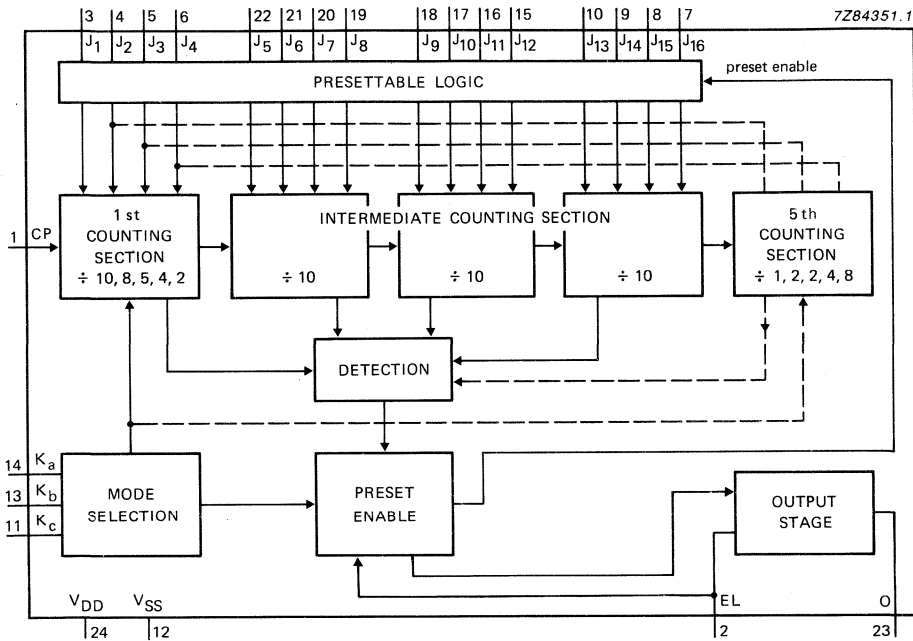 3 4 5 6 22 21 20 19 18 17 16 15 10 9 8 7 7Z84351.1
J1 J2 J3 J4 J5 J6 J7 J8 J9 J10 J11 J12 J13 J14 J15 J16
preset enable
PRESETTABLE LOGIC
1 st
COUNTING
SECTION
÷ 10, 8, 5, 4, 2
INTERMEDIATE COUNTING SECTION
÷ 10
÷ 10
÷ 10
5 th
COUNTING
SECTION
÷ 1, 2, 2, 4, 8
1 CP
DETECTION
14 Ka
13 Kb
11 Kc
MODE
SELECTION
PRESET
ENABLE
OUTPUT
STAGE
VDD VSS EL O
24 12 2 23